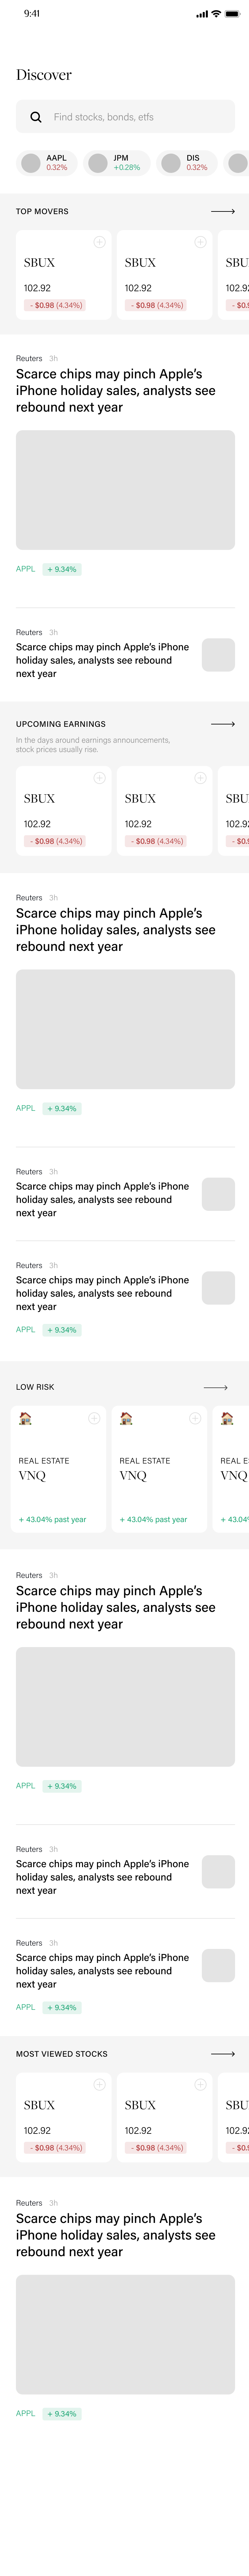 9:41
Discover
Find stocks, bonds, etfs
AAPL
0.32%
JPM
+0.28%
DIS
0.32%
TOP MOVERS
SBUX
102.92
- $0.98 (4.34%)
SBUX
102.92
- $0.98 (4.34%)
SBU
102.9
- $0.9
Reuters 3h
Scarce chips may pinch Apple’s
iPhone holiday sales, analysts see
rebound next year
APPL + 9.34%
Reuters 3h
Scarce chips may pinch Apple’s iPhone
holiday sales, analysts see rebound
next year
UPCOMING EARNINGS
In the days around earnings announcements,
stock prices usually rise.
SBUX
102.92
- $0.98 (4.34%)
SBUX
102.92
- $0.98 (4.34%)
SBU
102.9
- $0.9
Reuters 3h
Scarce chips may pinch Apple’s
iPhone holiday sales, analysts see
rebound next year
APPL + 9.34%
Reuters 3h
Scarce chips may pinch Apple’s iPhone
holiday sales, analysts see rebound
next year
Reuters 3h
Scarce chips may pinch Apple’s iPhone
holiday sales, analysts see rebound
next year
APPL + 9.34%
LOW RISK
REAL ESTATE
VNQ
+ 43.04% past year
REAL ESTATE
VNQ
+ 43.04% past year
REAL E
VNQ
+ 43.04
Reuters 3h
Scarce chips may pinch Apple’s
iPhone holiday sales, analysts see
rebound next year
APPL + 9.34%
Reuters 3h
Scarce chips may pinch Apple’s iPhone
holiday sales, analysts see rebound
next year
Reuters 3h
Scarce chips may pinch Apple’s iPhone
holiday sales, analysts see rebound
next year
APPL + 9.34%
MOST VIEWED STOCKS
SBUX
102.92
- $0.98 (4.34%)
SBUX
102.92
- $0.98 (4.34%)
SBU
102.9
- $0.9
Reuters 3h
Scarce chips may pinch Apple’s
iPhone holiday sales, analysts see
rebound next year
APPL + 9.34%